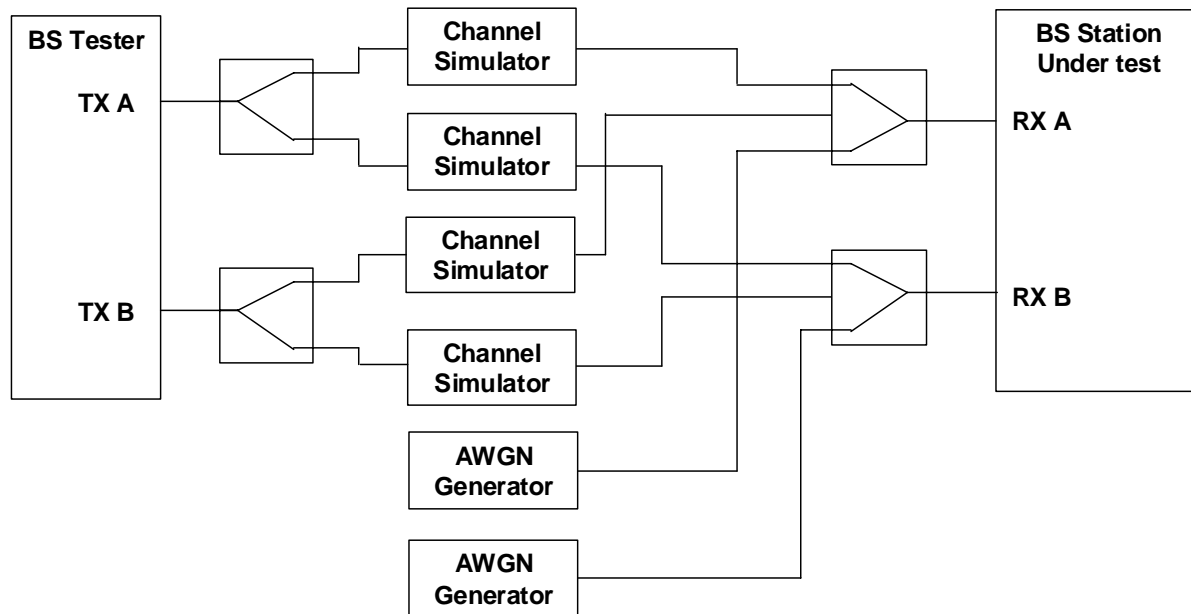 BS Tester
TX A
TX B
Channel
Simulator
Channel
Simulator
Channel
Simulator
Channel
Simulator
AWGN
Generator
AWGN
Generator
BS Station
Under test
RX A
RX B